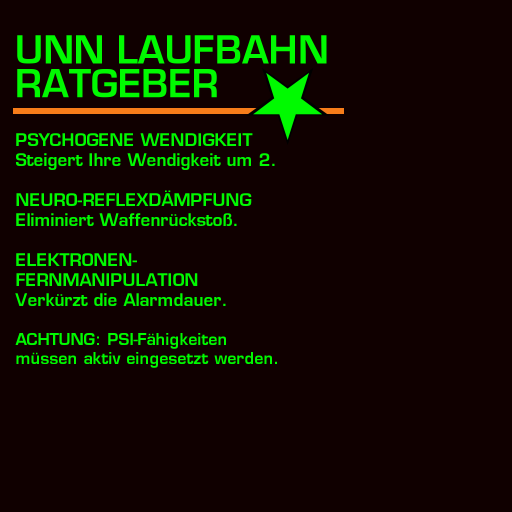 UNN LAUFBAHN
RATGEBER
PSYCHOGENE WENDIGKEIT
Steigert Ihre Wendigkeit um 2.
NEURO-REFLEXDÄMPFUNG
Eliminiert Waffenrückstoß.
ELEKTRONEN-
FERNMANIPULATION
Verkürzt die Alarmdauer.
ACHTUNG: PSI-Fähigkeiten
müssen aktiv eingesetzt werden.